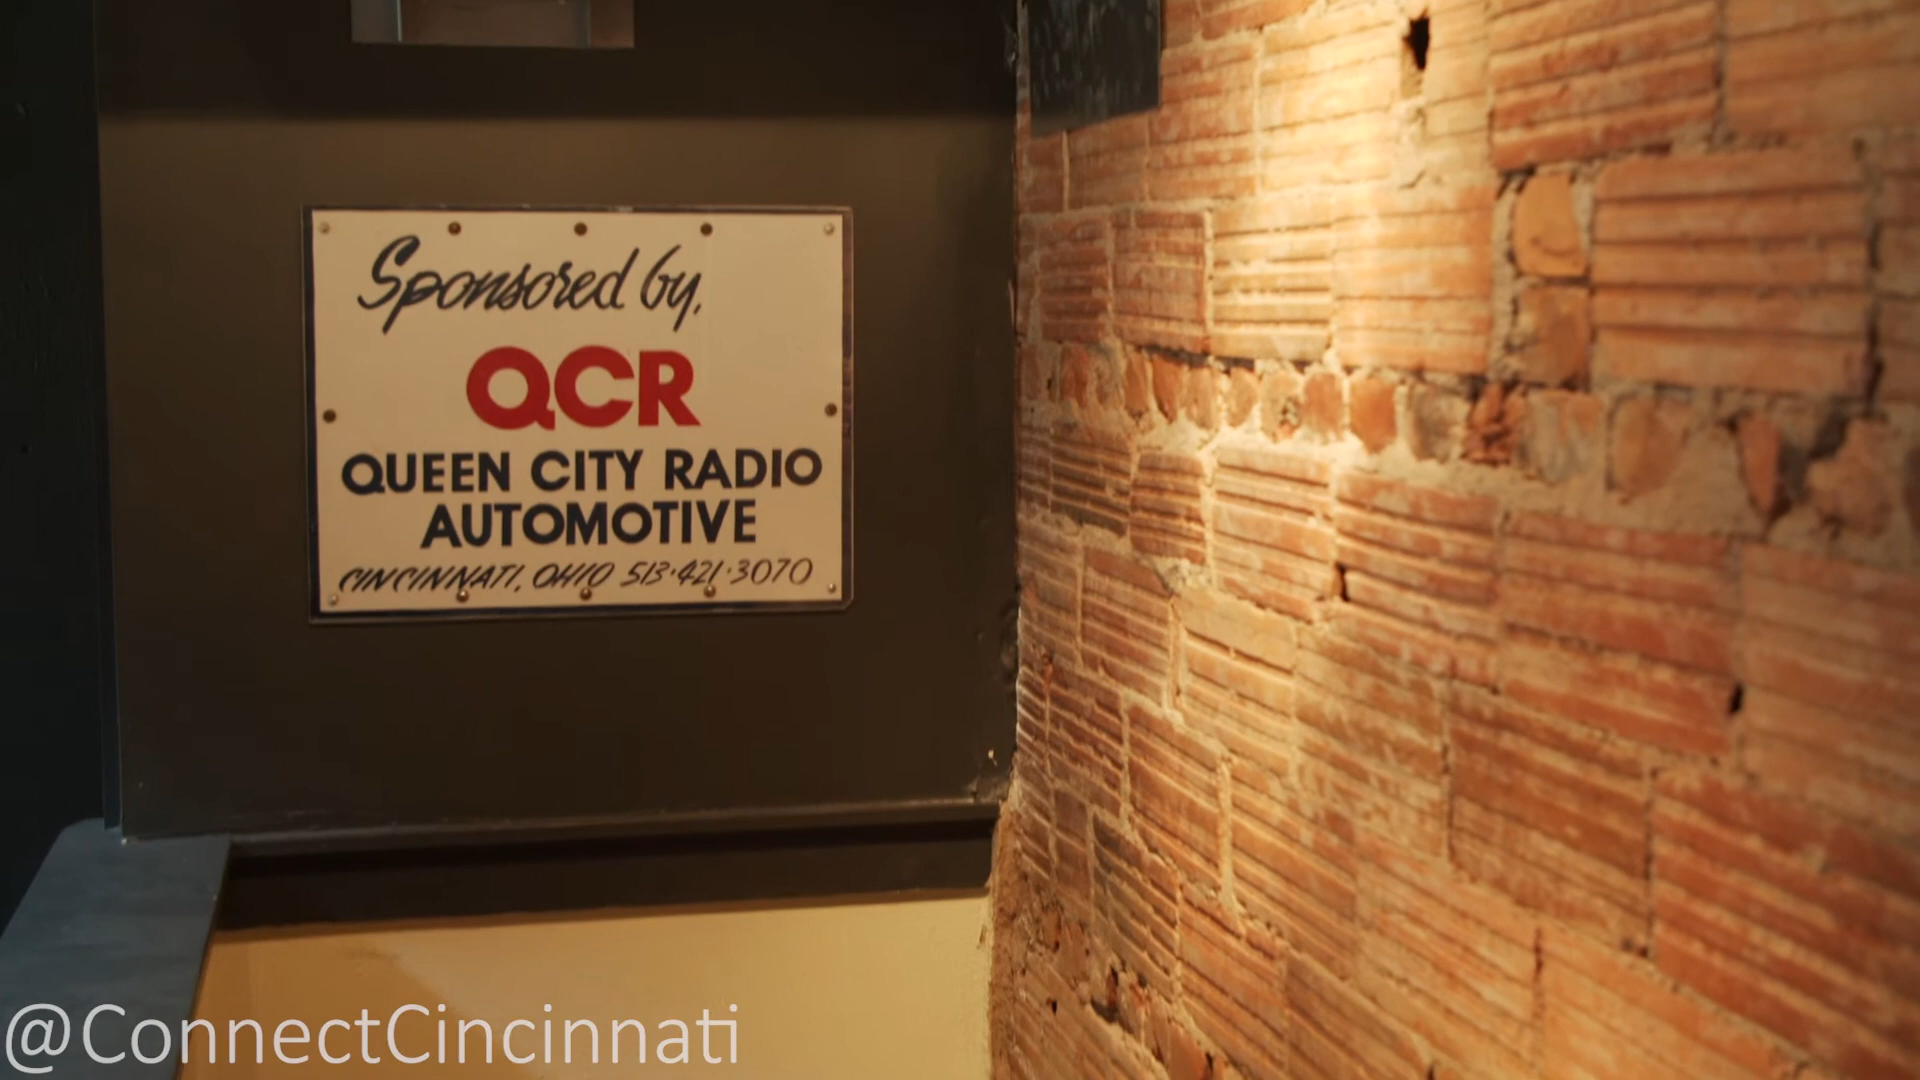 Sponsored by,
QCR
QUEEN CITY RADIO
AUTOMOTIVE
CINCINNATI, OHIO 513·421·3070
@ConnectCincinnati